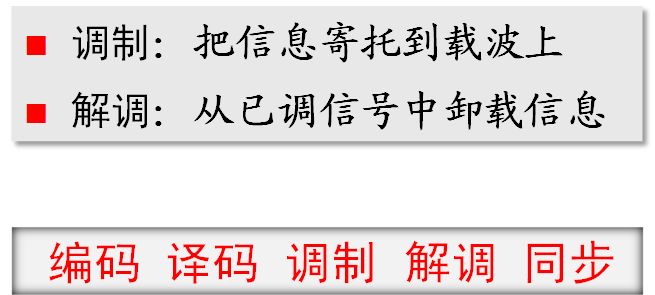 ■ 调制：把信息寄托到载波上
■ 解调：从已调信号中卸载信息
编码 译码 调制 解调 同步